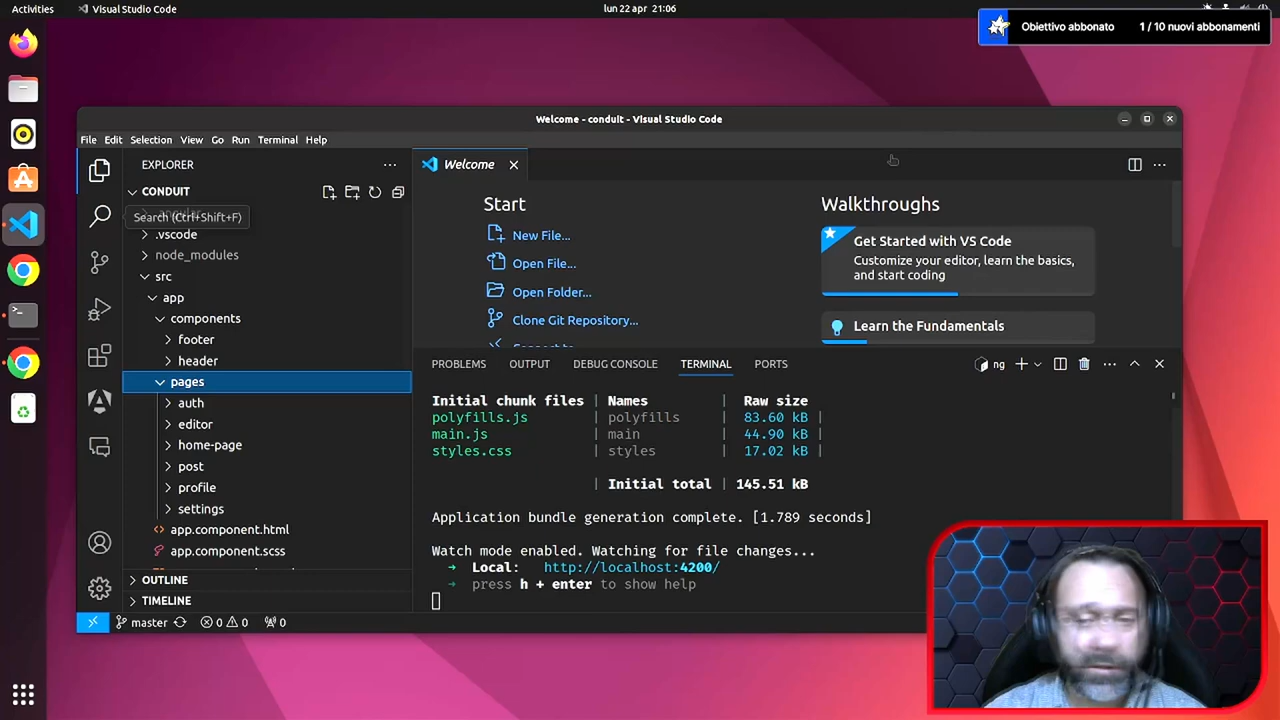 Activities
Visual Studio Code
lun 22 apr 21:06
Obiettivo abbonato
1 / 10 nuovi abbonamenti
Welcome - conduit - Visual Studio Code
File Edit Selection View Go Run Terminal Help
EXPLORER
CONDUIT
Search (Ctrl+Shift+F)
.vscode
node_modules
src
app
components
footer
header
pages
auth
editor
home-page
post
profile
settings
app.component.html
app.component.scss
OUTLINE
TIMELINE
Welcome
Start
New File...
Open File...
Open Folder...
Clone Git Repository...
Walkthroughs
Get Started with VS Code
Customize your editor, learn the basics,
and start coding
Learn the Fundamentals
PROBLEMS OUTPUT DEBUG CONSOLE TERMINAL PORTS
ng
Initial chunk files | Names | Raw size
polyfills.js | polyfills | 83.60 kB |
main.js | main | 44.90 kB |
styles.css | styles | 17.02 kB |
| Initial total | 145.51 kB
Application bundle generation complete. [1.789 seconds]
Watch mode enabled. Watching for file changes...
➜ Local: http://localhost:4200/
➜ press h + enter to show help
master 0 0 0